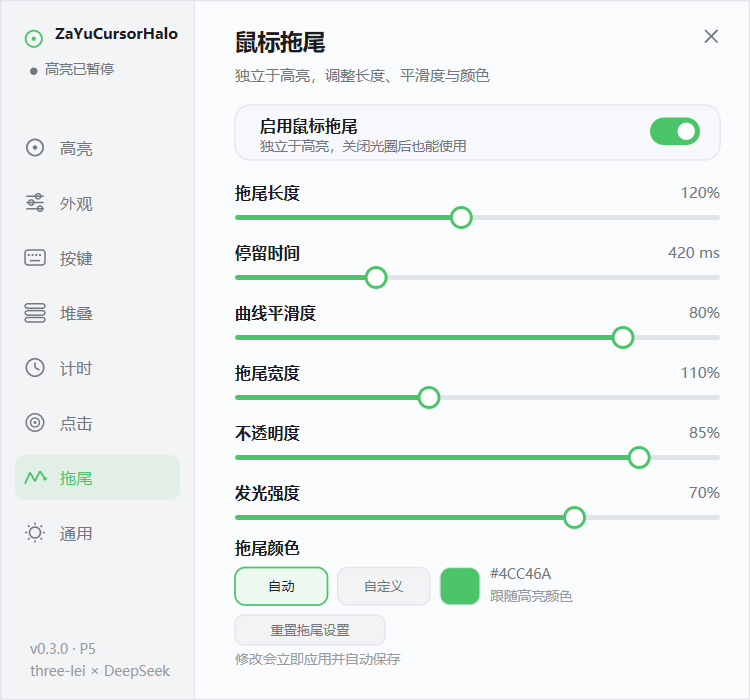 ZaYuCursorHalo
高亮已暂停
高亮
外观
按键
堆叠
计时
点击
拖尾
通用
v0.3.0 · P5
three-lei × DeepSeek
鼠标拖尾
独立于高亮，调整长度、平滑度与颜色
启用鼠标拖尾
独立于高亮，关闭光圈后也能使用
拖尾长度 120%
停留时间 420 ms
曲线平滑度 80%
拖尾宽度 110%
不透明度 85%
发光强度 70%
拖尾颜色
自动 自定义 #4CC46A
跟随高亮颜色
重置拖尾设置
修改会立即应用并自动保存